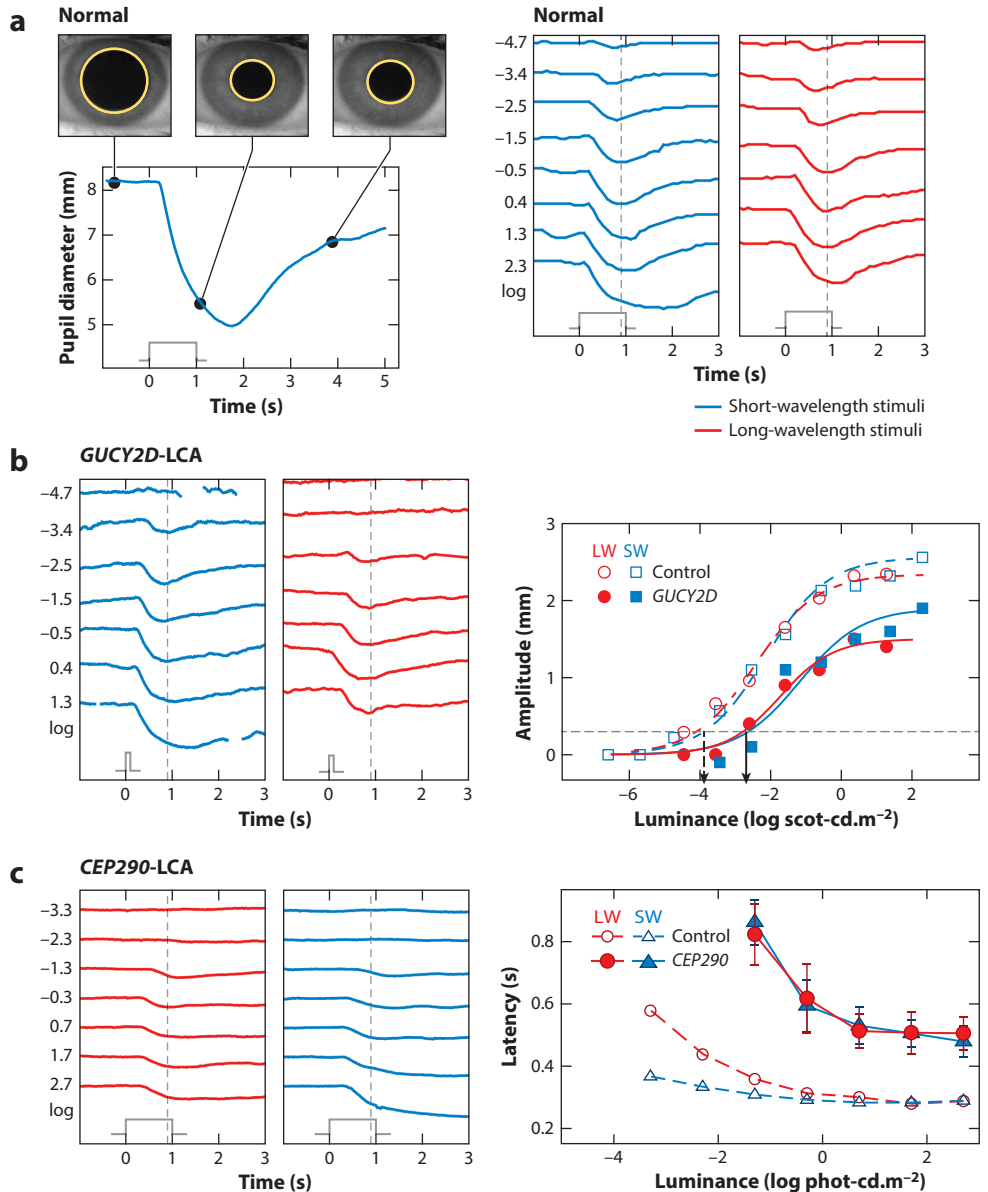 a
Normal
Pupil diameter (mm)
8
7
6
5
0 1 2 3 4 5
Time (s)
Normal
−4.7
−3.4
−2.5
−1.5
−0.5
0.4
1.3
2.3
log
0 1 2 3
0 1 2 3
Time (s)
Short-wavelength stimuli
Long-wavelength stimuli
b
GUCY2D-LCA
−4.7
−3.4
−2.5
−1.5
−0.5
0.4
1.3
log
0 1 2 3
0 1 2 3
Time (s)
Amplitude (mm)
3
2
1
0
LW SW
Control
GUCY2D
−6 −4 −2 0 2
Luminance (log scot-cd.m⁻²)
c
CEP290-LCA
−3.3
−2.3
−1.3
−0.3
0.7
1.7
2.7
log
0 1 2 3
0 1 2 3
Time (s)
Latency (s)
0.8
0.6
0.4
0.2
LW SW
Control
CEP290
−4 −2 0 2
Luminance (log phot-cd.m⁻²)